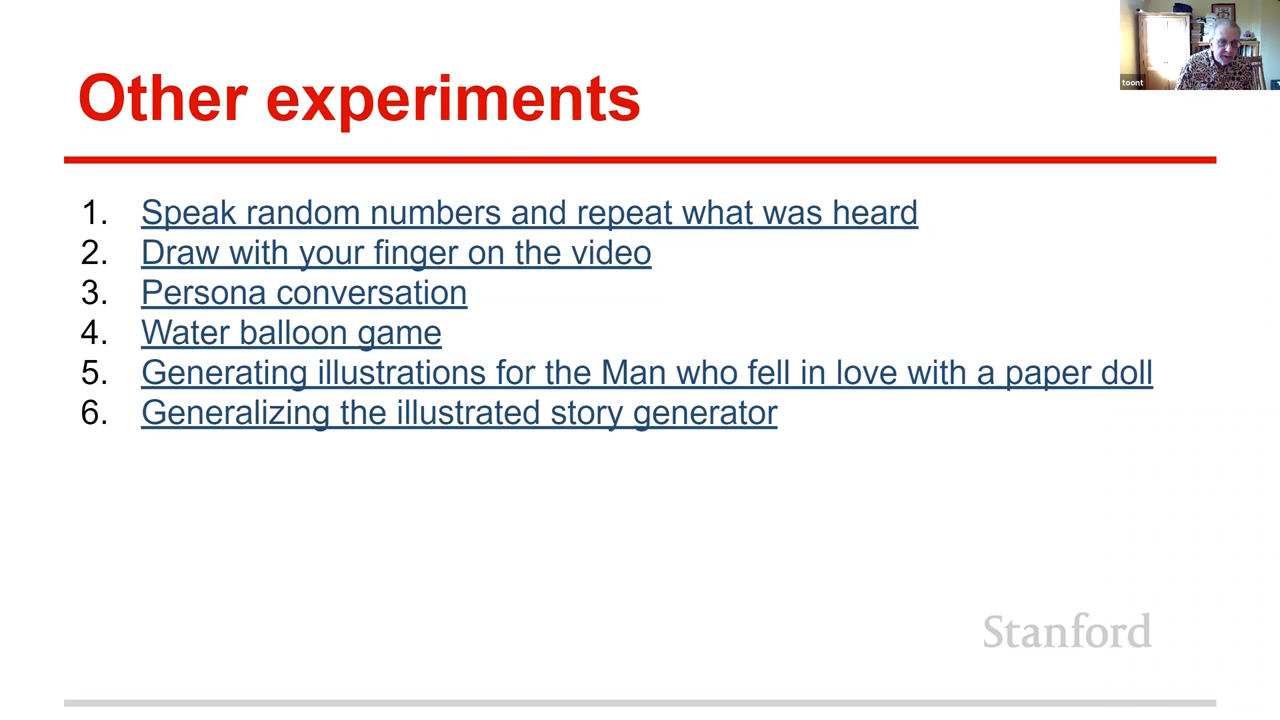 Other experiments
toont
1. Speak random numbers and repeat what was heard
2. Draw with your finger on the video
3. Persona conversation
4. Water balloon game
5. Generating illustrations for the Man who fell in love with a paper doll
6. Generalizing the illustrated story generator
Stanford